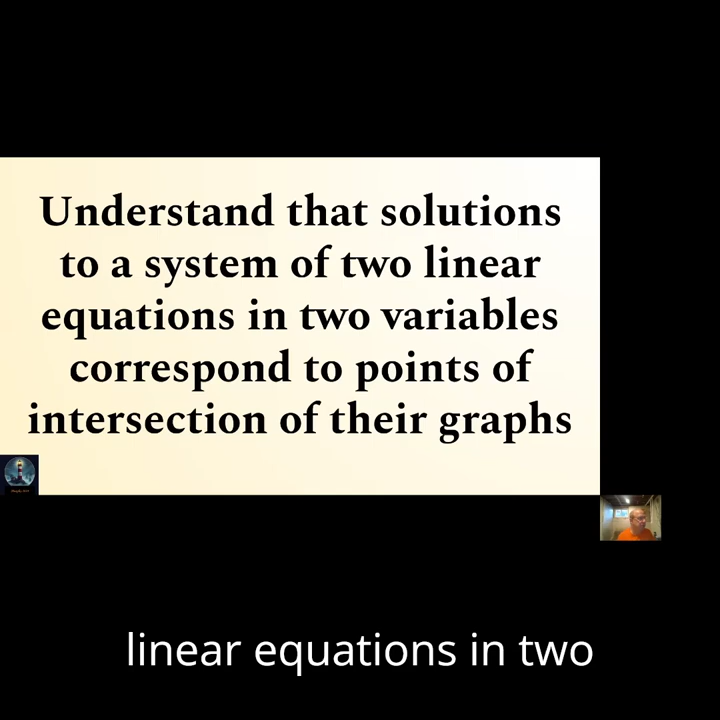 Understand that solutions
to a system of two linear
equations in two variables
correspond to points of
intersection of their graphs
linear equations in two